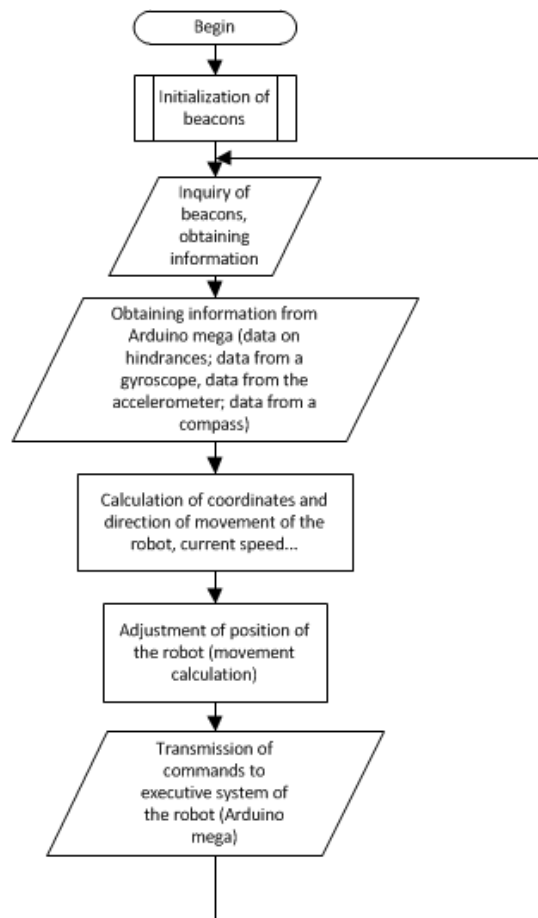 Begin
Initialization of
beacons
Inquiry of
beacons,
obtaining
information
Obtaining information from
Arduino mega (data on
hindrances; data from a
gyroscope, data from the
accelerometer; data from a
compass)
Calculation of coordinates and
direction of movement of the
robot, current speed...
Adjustment of position of
the robot (movement
calculation)
Transmission of
commands to
executive system of
the robot (Arduino
mega)